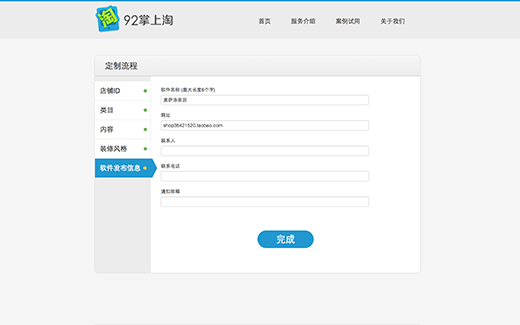 淘 92掌上淘
首页 服务介绍 案例试用 关于我们
定制流程
店铺ID
类目
内容
装修风格
软件发布信息
软件名称 (最大长度6个字)
奥萨洛家居
网址
shop36421520.taobao.com
联系人
联系电话
通知邮箱
完成